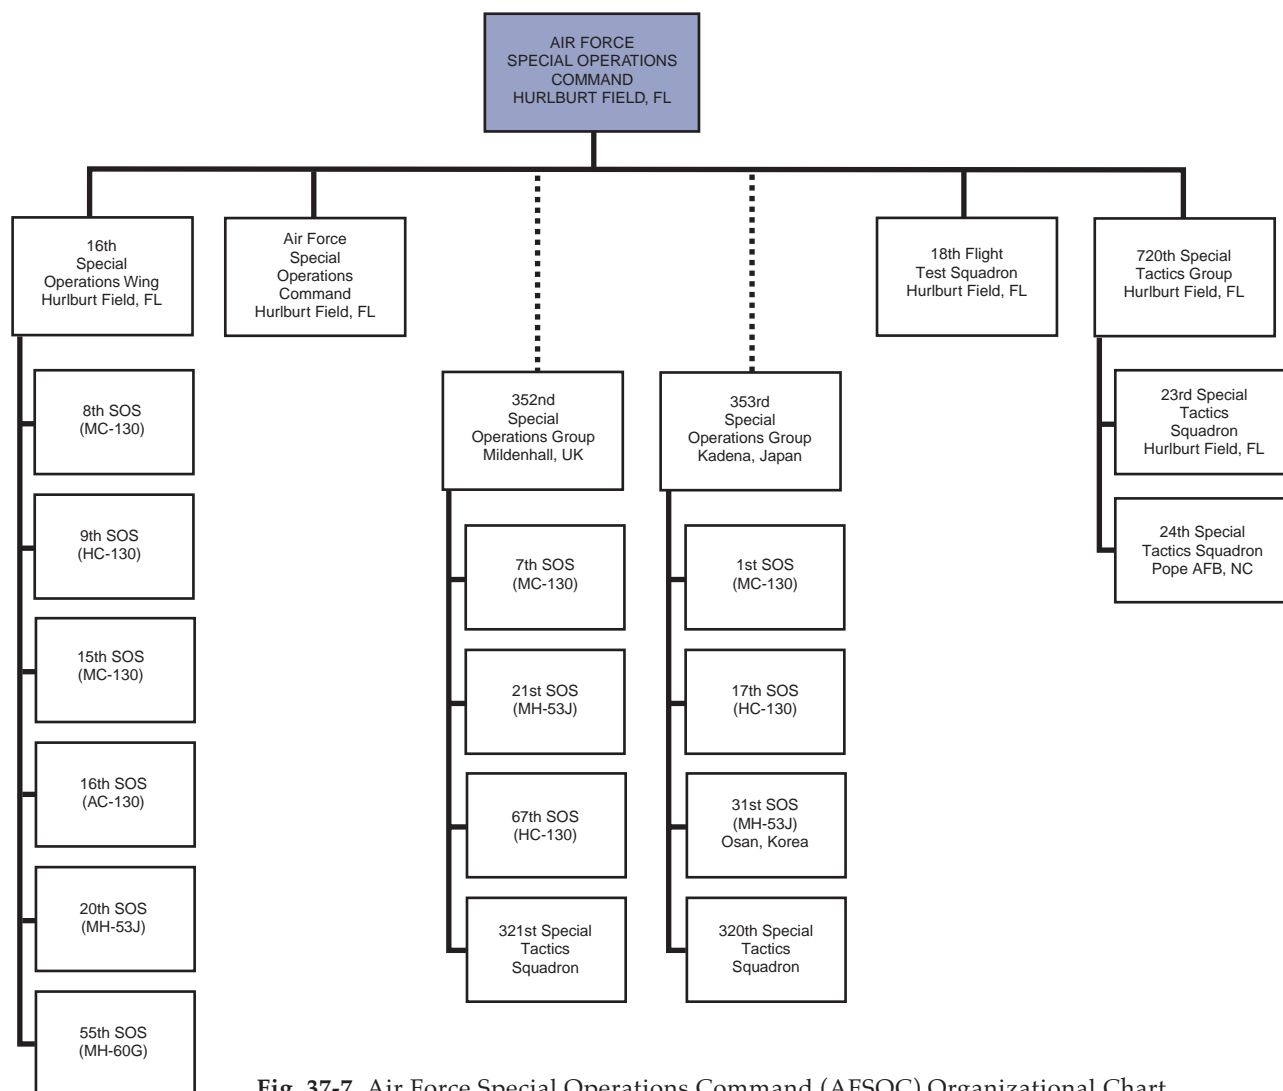 AIR FORCE
SPECIAL OPERATIONS
COMMAND
HURLBURT FIELD, FL
16th
Special
Operations Wing
Hurlburt Field, FL
Air Force
Special
Operations
Command
Hurlburt Field, FL
18th Flight
Test Squadron
Hurlburt Field, FL
720th Special
Tactics Group
Hurlburt Field, FL
8th SOS
(MC-130)
9th SOS
(HC-130)
15th SOS
(MC-130)
16th SOS
(AC-130)
20th SOS
(MH-53J)
55th SOS
(MH-60G)
352nd
Special
Operations Group
Mildenhall, UK
7th SOS
(MC-130)
21st SOS
(MH-53J)
67th SOS
(HC-130)
321st Special
Tactics
Squadron
353rd
Special
Operations Group
Kadena, Japan
1st SOS
(MC-130)
17th SOS
(HC-130)
31st SOS
(MH-53J)
Osan, Korea
320th Special
Tactics
Squadron
23rd Special
Tactics
Squadron
Hurlburt Field, FL
24th Special
Tactics Squadron
Pope AFB, NC
Fig. 37-7. Air Force Special Operations Command (AFSOC) Organizational Chart